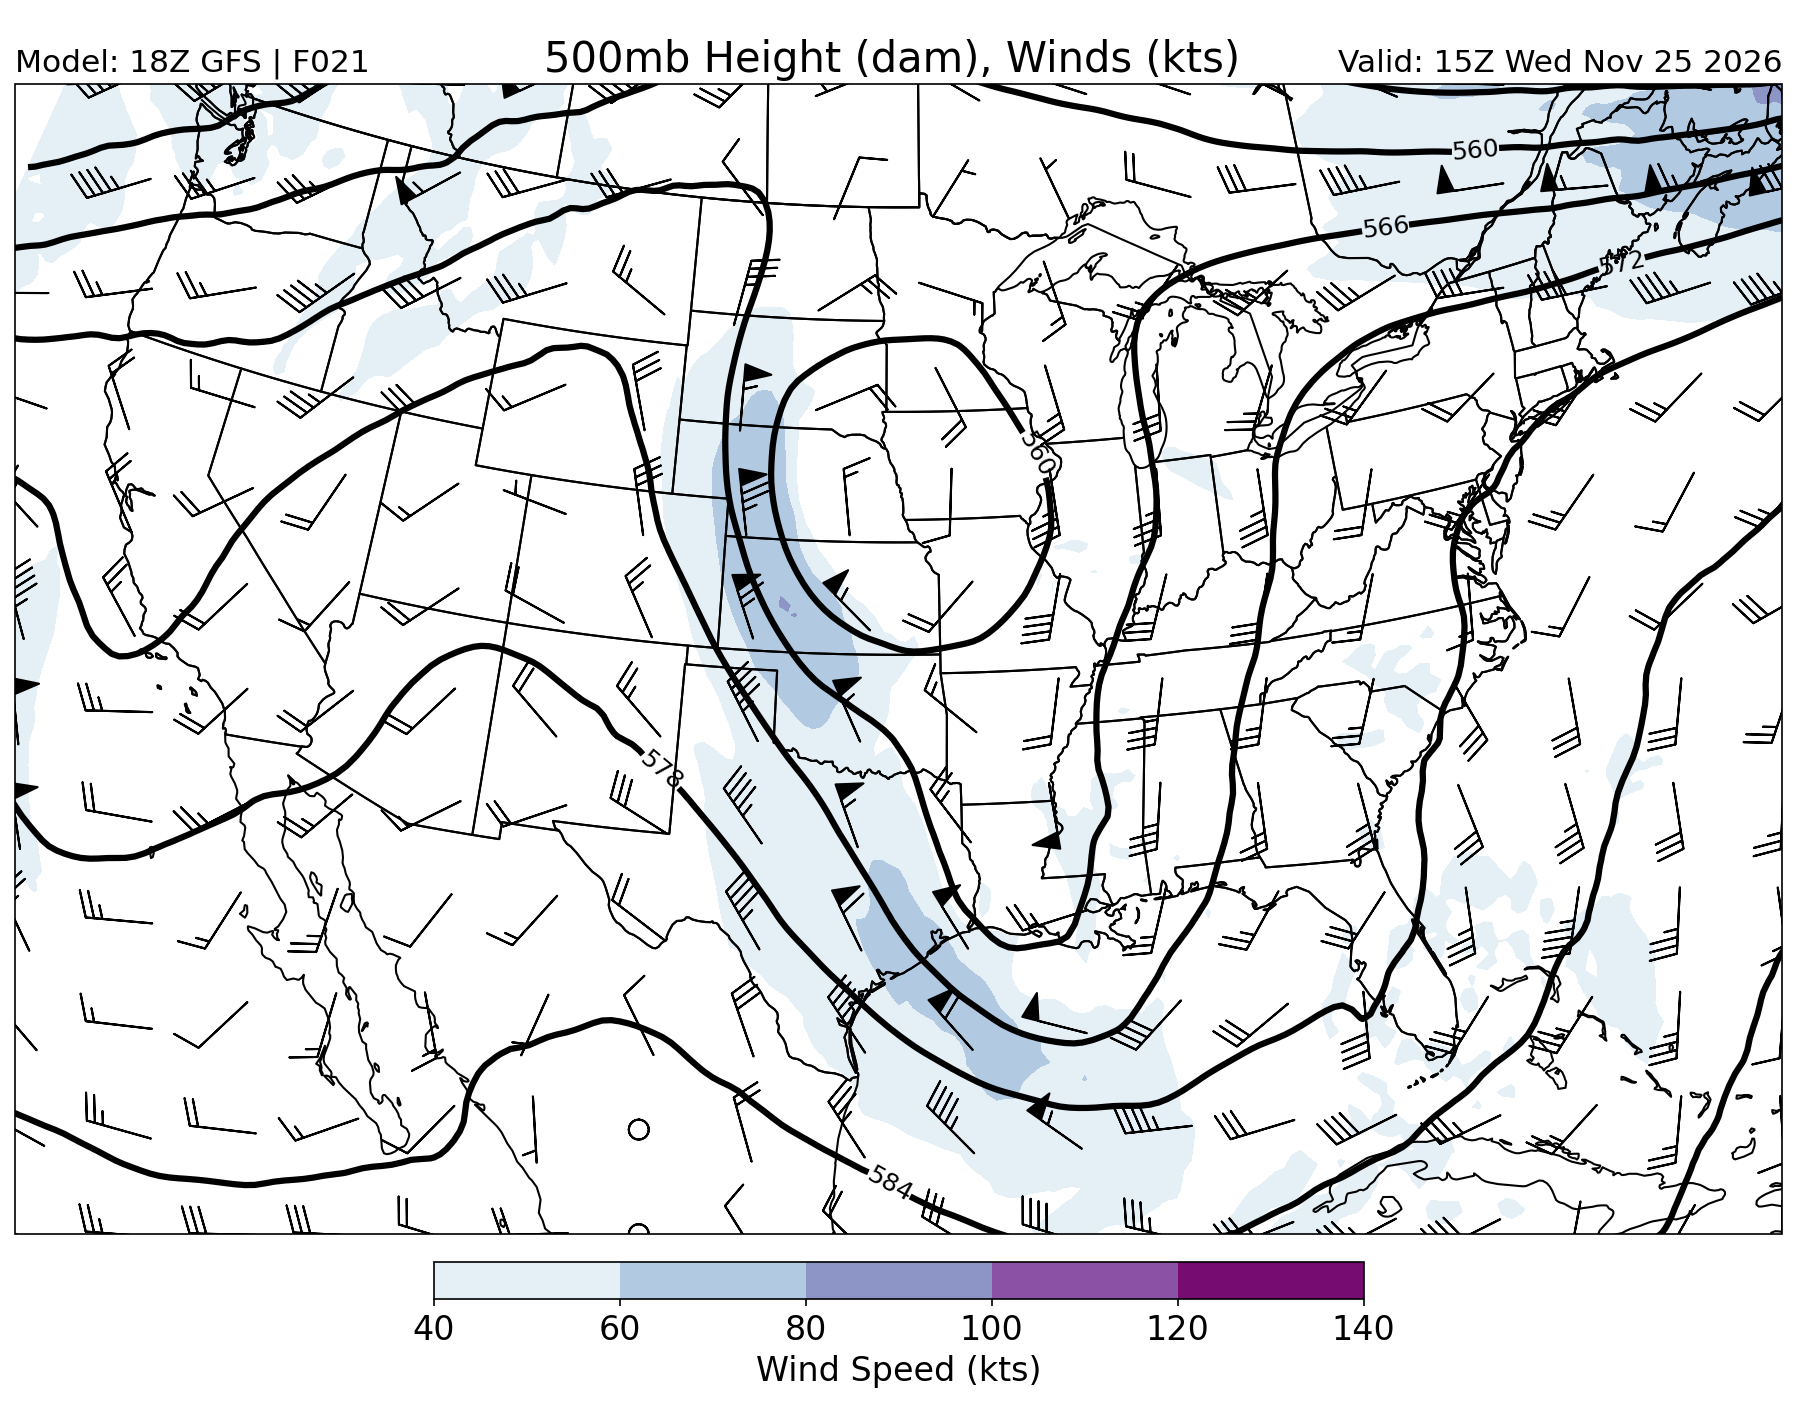 Model: 18Z GFS | F021
500mb Height (dam), Winds (kts)
Valid: 15Z Wed Nov 25 2026
560
566
572
560
578
584
40 60 80 100 120 140
Wind Speed (kts)